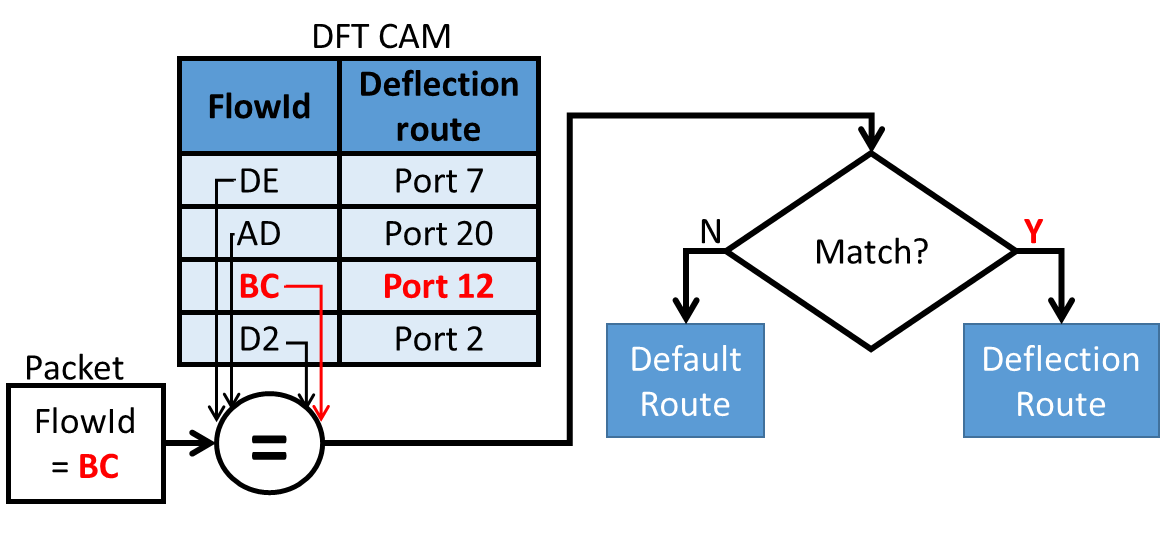 DFT CAM
FlowId
Deflection
route
DE
Port 7
AD
Port 20
BC
Port 12
D2
Port 2
Packet
FlowId
= BC
=
Match?
N
Y
Default
Route
Deflection
Route